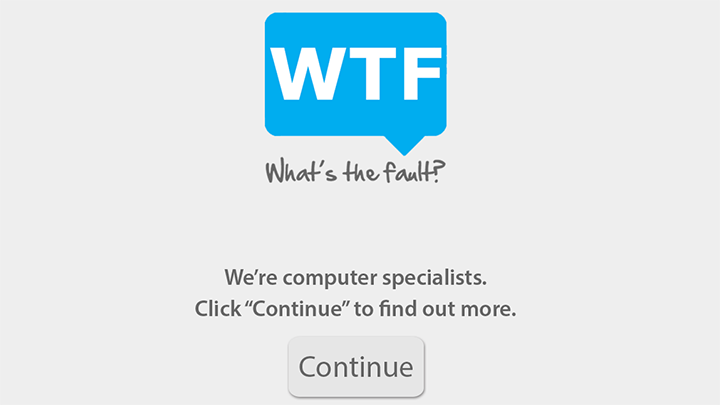 WTF
What's the fault?
We’re computer specialists.
Click “Continue” to find out more.
Continue